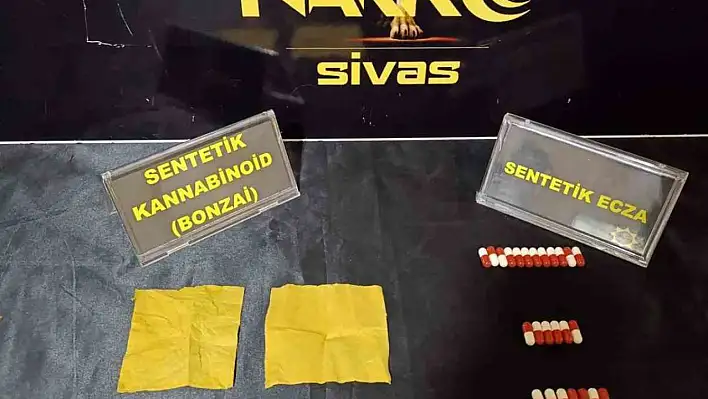 sivas
SENTETİK
KANNABİNOİD
(BONZAİ)
SENTETİK ECZA